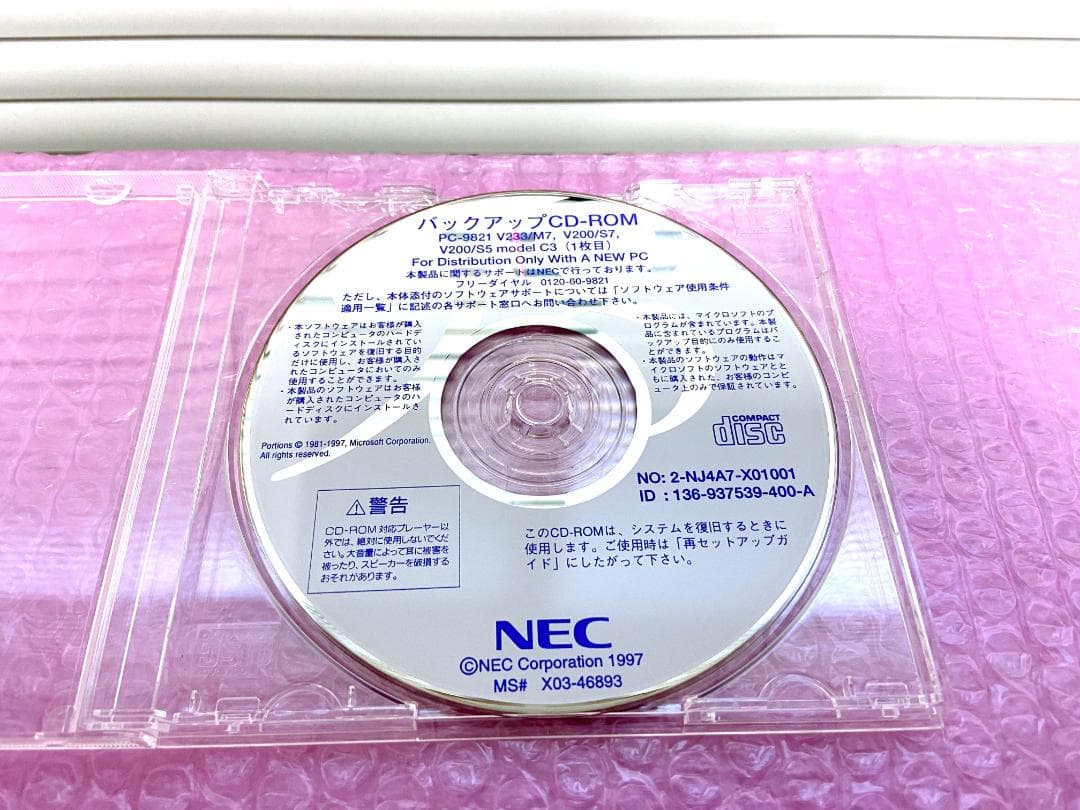 バックアップCD-ROM
PC-9821 V233/M7, V200/S7,
V200/S5 model C3（1枚目）
For Distribution Only With A NEW PC
本製品に関するサポートはNECで行っております。
フリーダイヤル 0120-60-9821
ただし、本体添付のソフトウェアサポートについては「ソフトウェア使用条件
適用一覧」に記述の各サポート窓口へお問い合わせ下さい。
・本ソフトウェアはお客様が購入
されたコンピュータのハードデ
ィスクにインストールされてい
るソフトウェアを復旧する目的
だけに使用し、お客様が購入さ
れたコンピュータにおいてのみ
使用することができます。
・本製品のソフトウェアはお客様
が購入されたコンピュータのハ
ードディスクにインストールさ
れています。
・本製品には、マイクロソフトのプ
ログラムが含まれています。本製
品に含まれているプログラムはバ
ックアップ目的にのみ使用するこ
とができます。
・本製品のソフトウェアの動作はマ
イクロソフトのソフトウェアとと
もに購入された、お客様のコンピ
ュータ上のみで保証されています。
Portions © 1981-1997, Microsoft Corporation.
All rights reserved.
COMPACT
disc
NO: 2-NJ4A7-X01001
ID : 136-937539-400-A
⚠警告
CD-ROM対応プレーヤー以
外では、絶対に使用しないでくだ
さい。大音量によって耳に被害を
被ったり、スピーカーを破損する
おそれがあります。
このCD-ROMは、システムを復旧するときに
使用します。ご使用時は「再セットアップガ
イド」にしたがって下さい。
NEC
©NEC Corporation 1997
MS# X03-46893